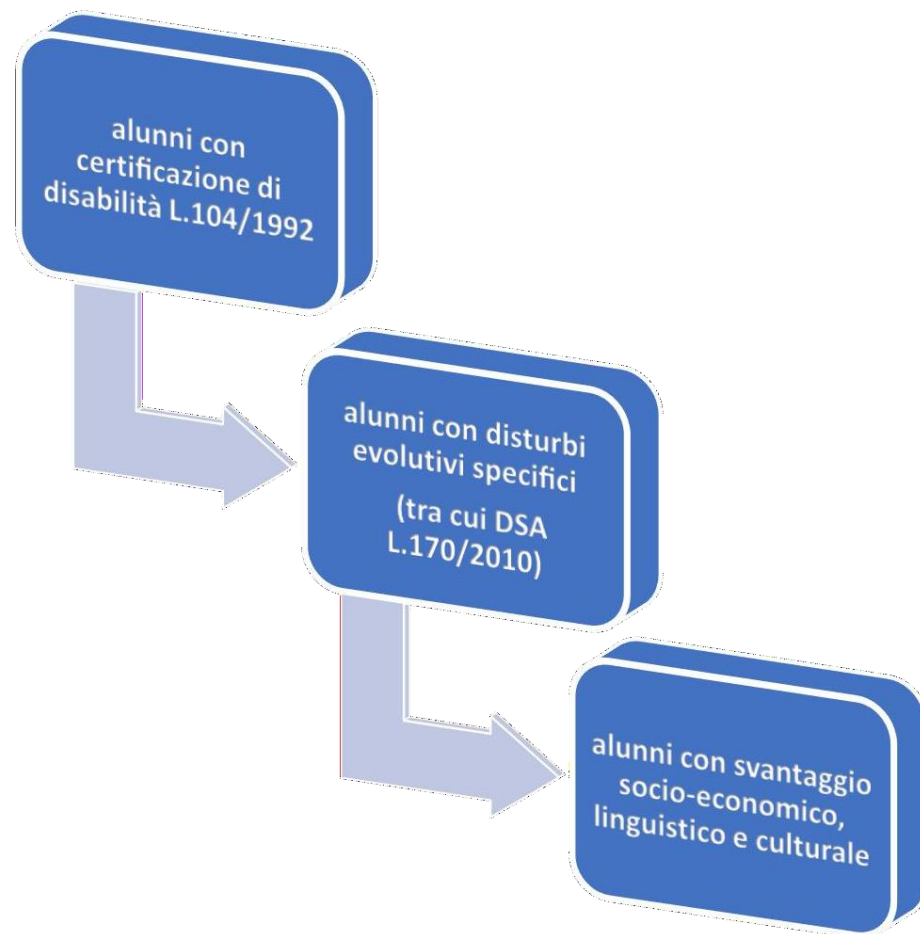 alunni con
certificazione di
disabilità L.104/1992
alunni con disturbi
evolutivi specifici
(tra cui DSA
L.170/2010)
alunni con svantaggio
socio-economico,
linguistico e culturale